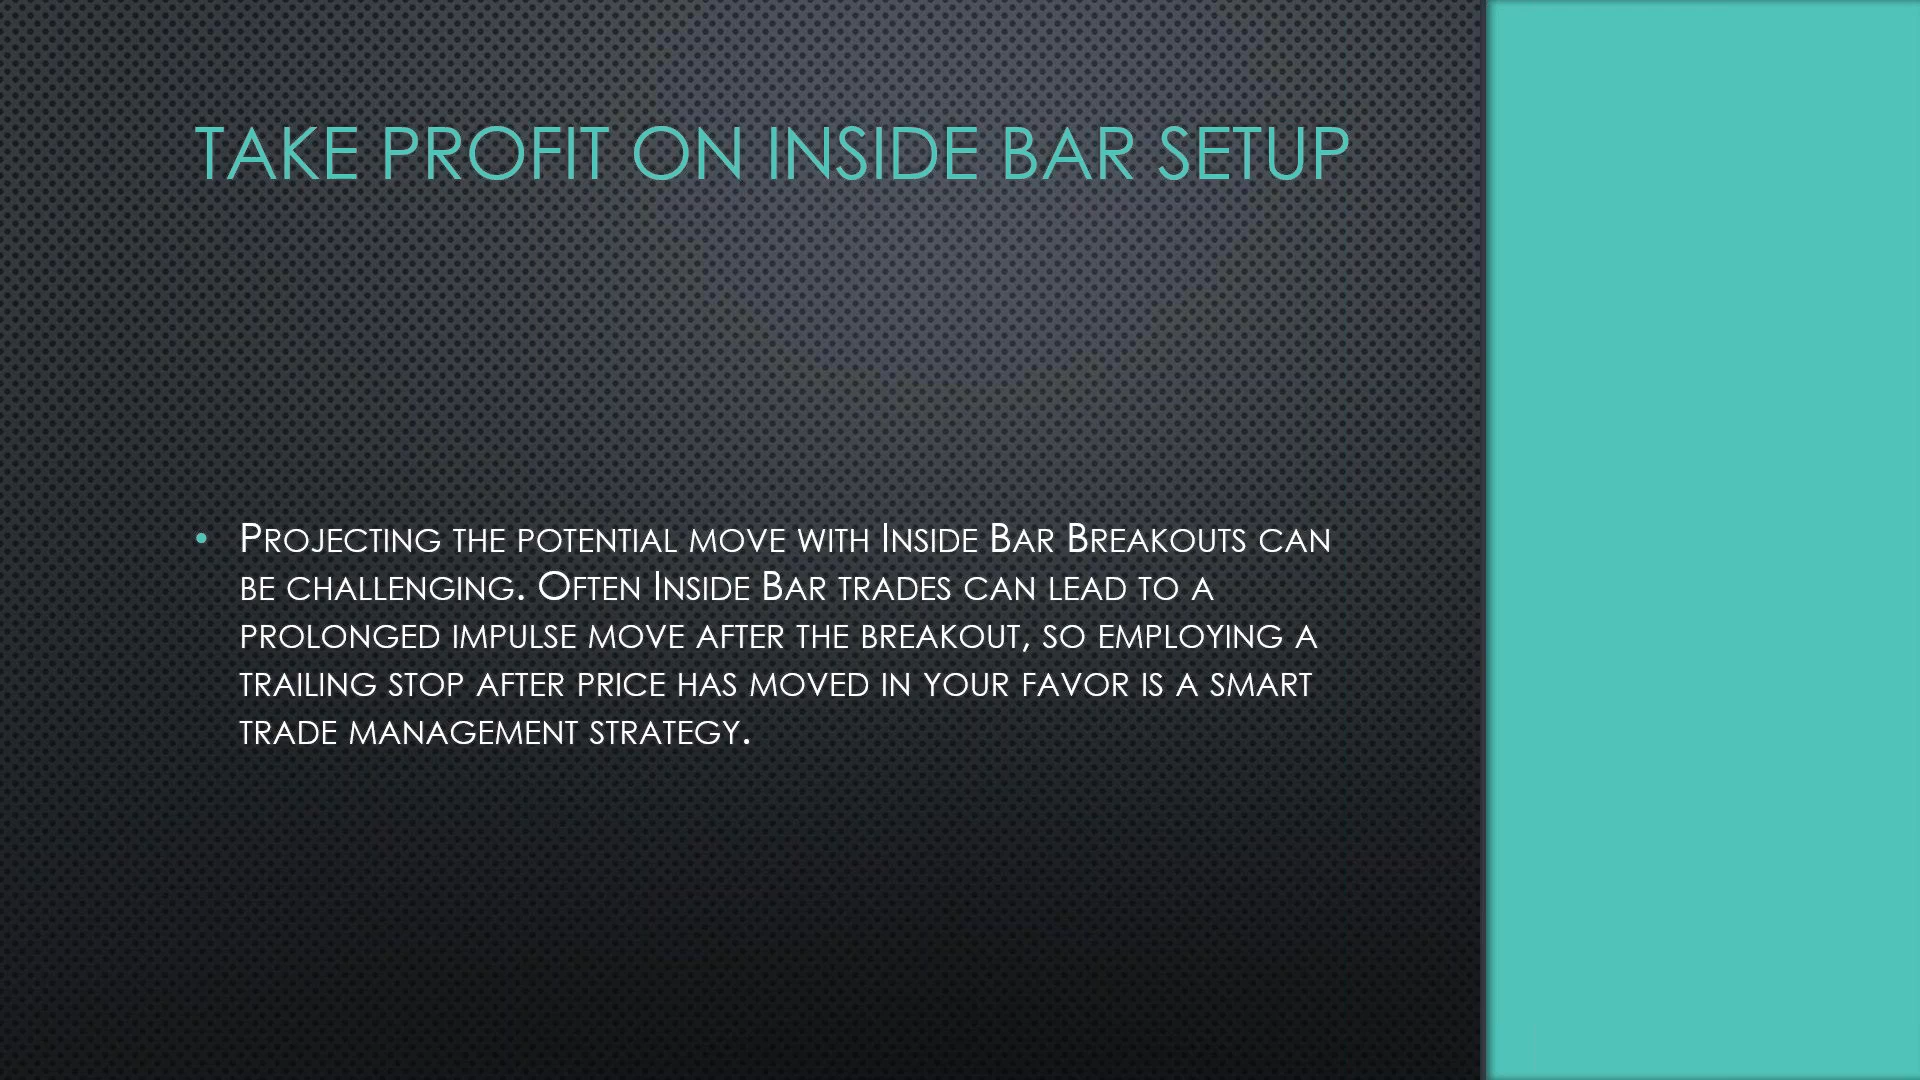 TAKE PROFIT ON INSIDE BAR SETUP
• Projecting the potential move with Inside Bar Breakouts can
be challenging. Often Inside Bar trades can lead to a
prolonged impulse move after the breakout, so employing a
trailing stop after price has moved in your favor is a smart
trade management strategy.